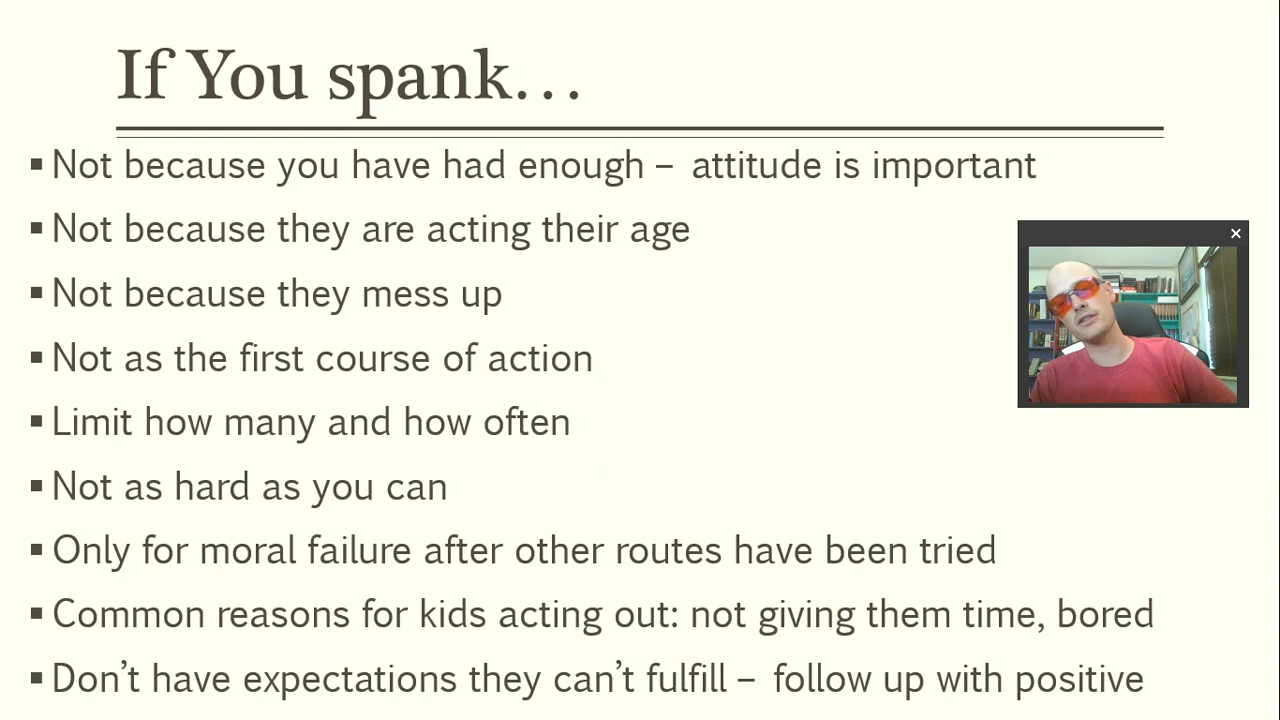 If You spank…
▪ Not because you have had enough – attitude is important
▪ Not because they are acting their age
▪ Not because they mess up
▪ Not as the first course of action
▪ Limit how many and how often
▪ Not as hard as you can
▪ Only for moral failure after other routes have been tried
▪ Common reasons for kids acting out: not giving them time, bored
▪ Don’t have expectations they can’t fulfill – follow up with positive